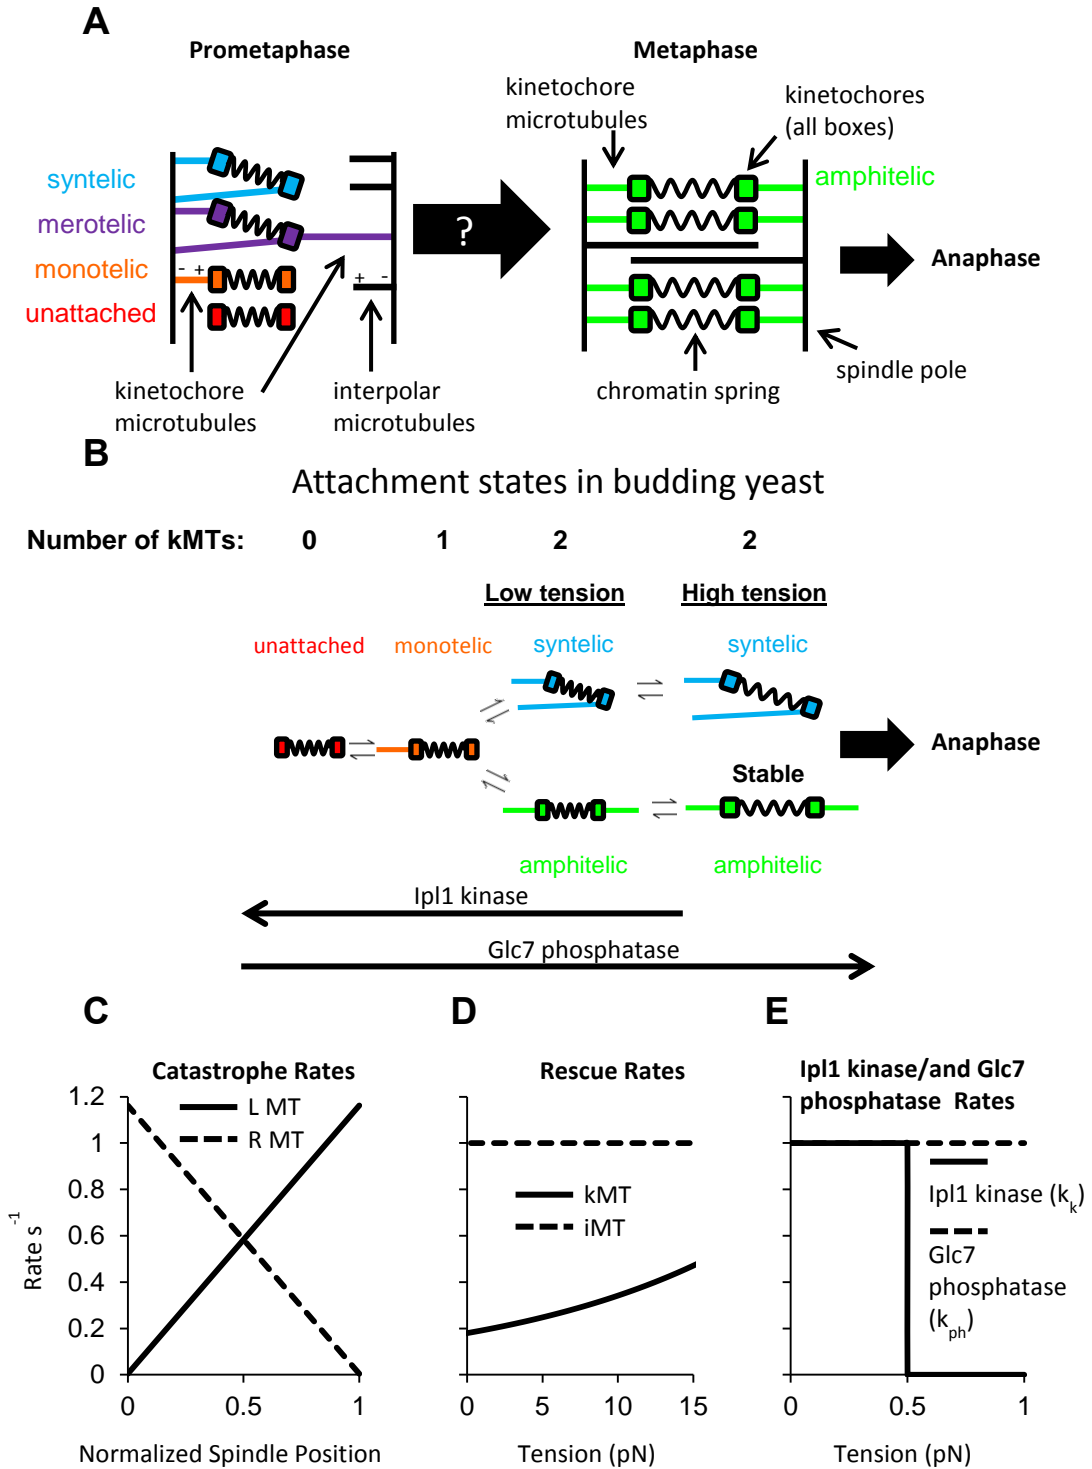 A
Prometaphase
Metaphase
kinetochore
microtubules
kinetochores
(all boxes)
syntelic
merotelic
monotelic
unattached
- +
+ -
?
amphitelic
Anaphase
kinetochore
microtubules
interpolar
microtubules
chromatin spring
spindle pole
B
Attachment states in budding yeast
Number of kMTs: 0 1 2 2
Low tension High tension
unattached monotelic syntelic syntelic
Anaphase
Stable
amphitelic amphitelic
Ipl1 kinase
Glc7 phosphatase
C
Catastrophe Rates
L MT
R MT
1.2
1
0.8
0.6
0.4
0.2
0
Rate s-1
0 0.5 1
Normalized Spindle Position
D
Rescue Rates
kMT
iMT
0 5 10 15
Tension (pN)
E
Ipl1 kinase/and Glc7
phosphatase Rates
Ipl1 kinase (kk)
Glc7
phosphatase
(kph)
0 0.5 1
Tension (pN)